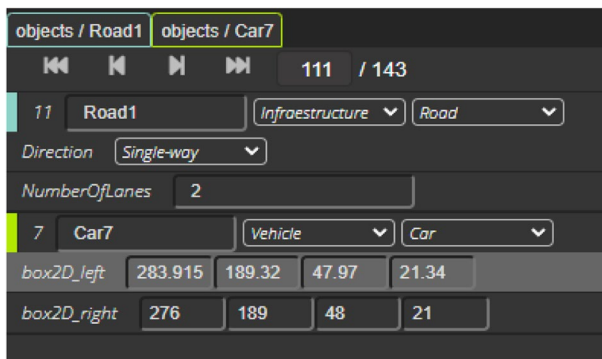 objects / Road1 objects / Car7
111 / 143
11 Road1 Infraestructure Road
Direction Single-way
NumberOfLanes 2
7 Car7 Vehicle Car
box2D_left 283.915 189.32 47.97 21.34
box2D_right 276 189 48 21